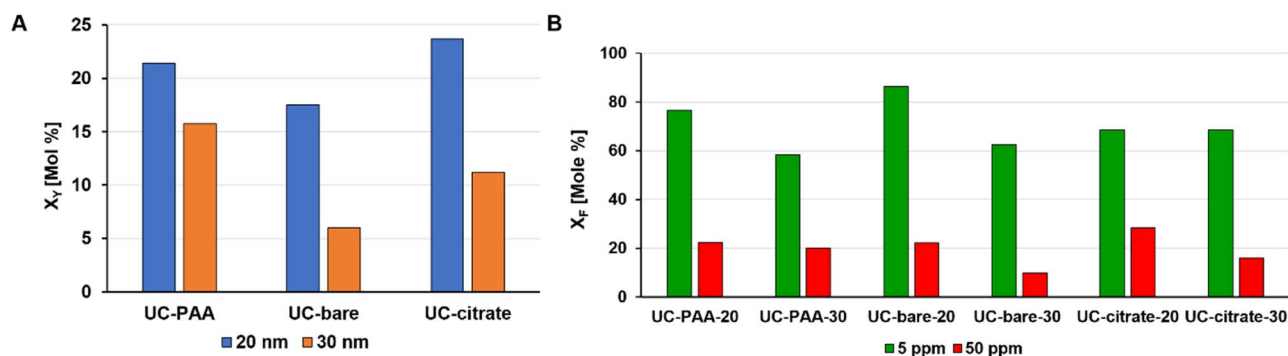 A
X_Y [Mol %]
25
20
15
10
5
0
UC-PAA UC-bare UC-citrate
20 nm 30 nm
B
X_F [Mole %]
100
80
60
40
20
0
UC-PAA-20 UC-PAA-30 UC-bare-20 UC-bare-30 UC-citrate-20 UC-citrate-30
5 ppm 50 ppm